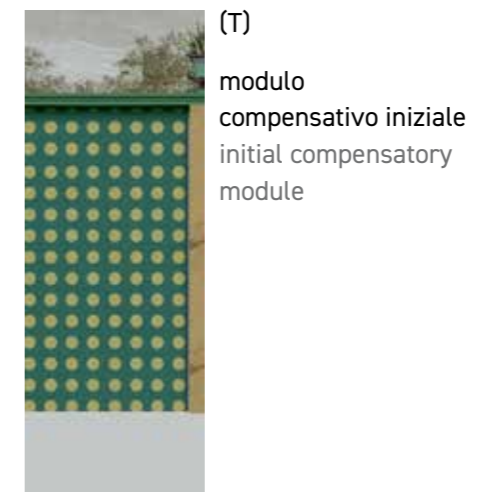 (T)
modulo
compensativo iniziale
initial compensatory
module